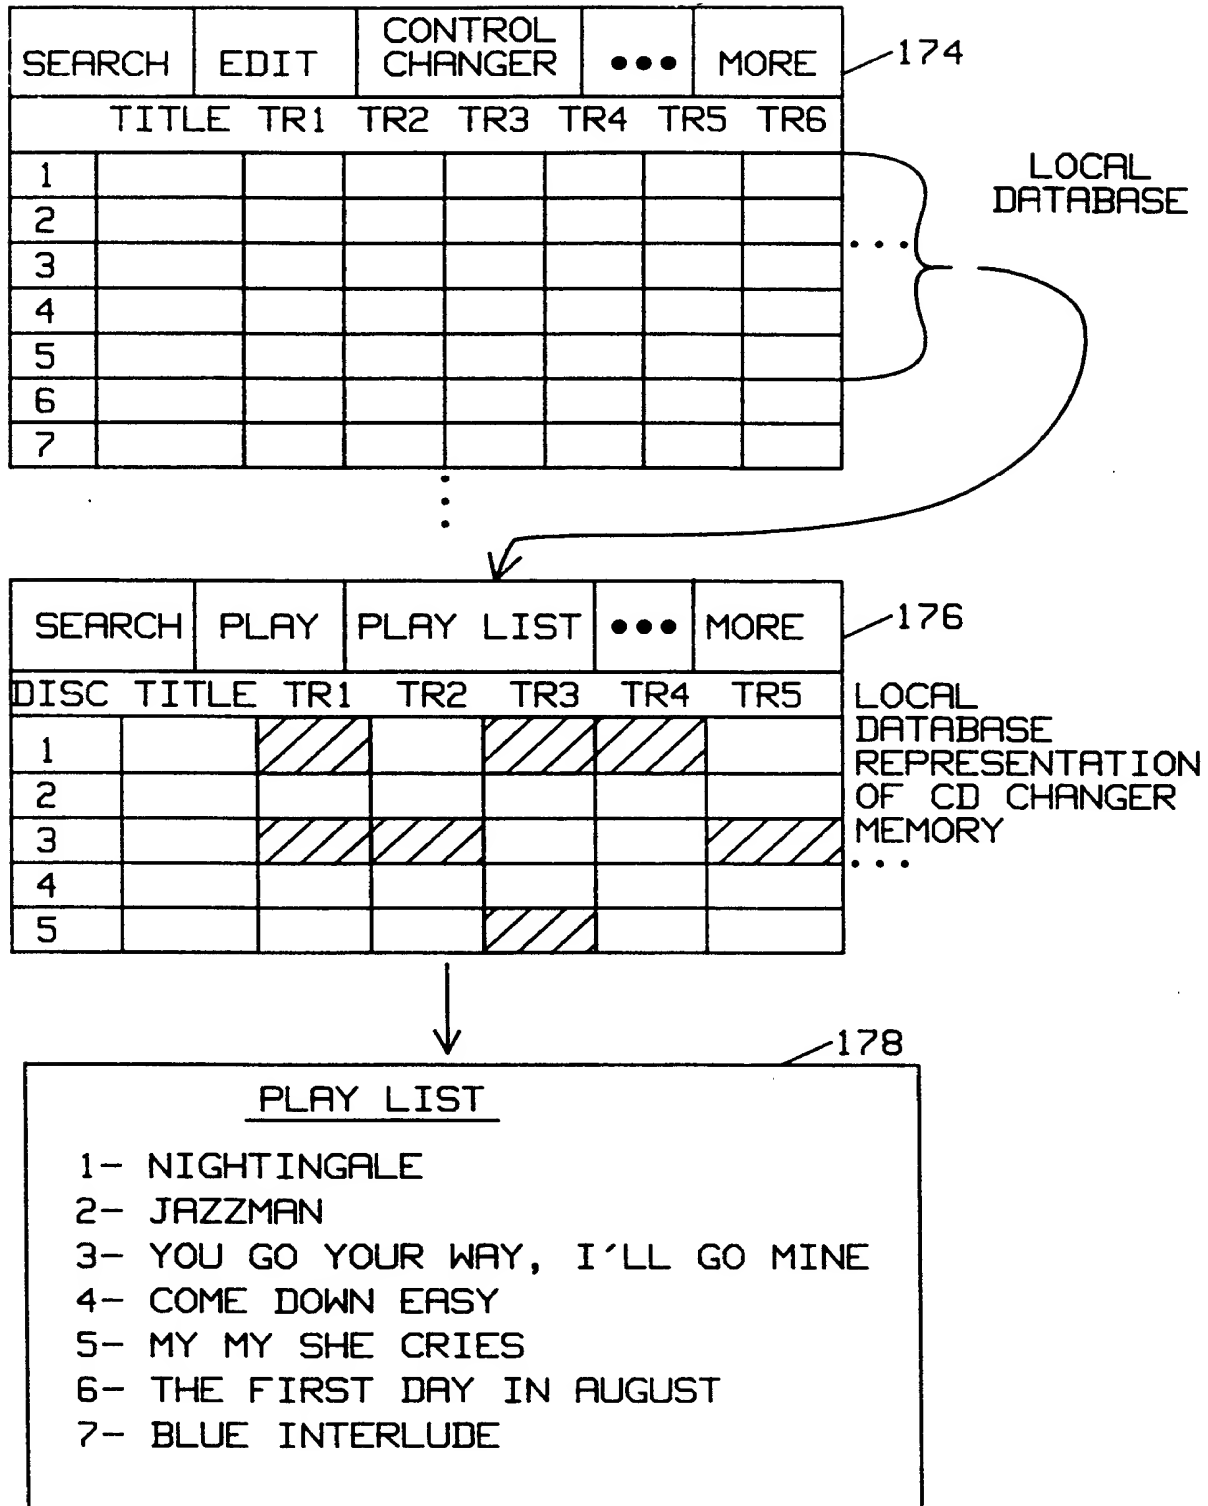 SEARCH EDIT CONTROL CHANGER ••• MORE
174
TITLE TR1 TR2 TR3 TR4 TR5 TR6
LOCAL
DATABASE
1
2
...
3
4
5
6
7
SEARCH PLAY PLAY LIST ••• MORE
176
DISC TITLE TR1 TR2 TR3 TR4 TR5
LOCAL
DATABASE
REPRESENTATION
OF CD CHANGER
MEMORY
...
1
2
3
4
5
178
PLAY LIST
1- NIGHTINGALE
2- JAZZMAN
3- YOU GO YOUR WAY, I'LL GO MINE
4- COME DOWN EASY
5- MY MY SHE CRIES
6- THE FIRST DAY IN AUGUST
7- BLUE INTERLUDE